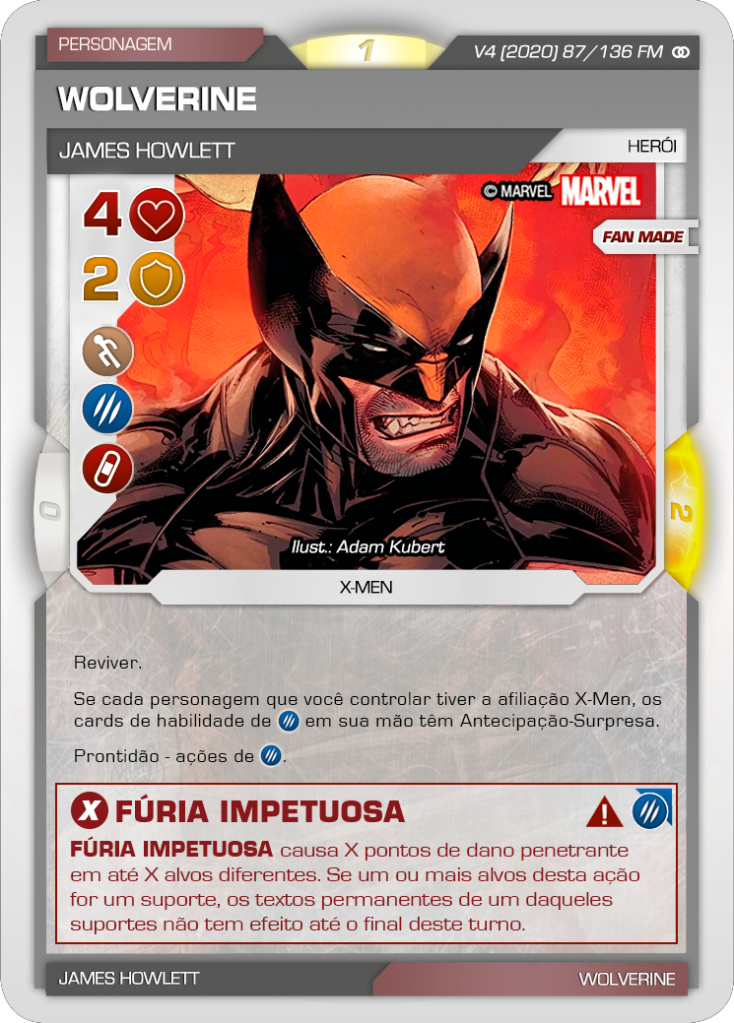 PERSONAGEM
1
V4 (2020) 87/136 FM
WOLVERINE
JAMES HOWLETT
HERÓI
© MARVEL MARVEL
4
FAN MADE
2
0
2
Ilust.: Adam Kubert
X-MEN
Reviver.
Se cada personagem que você controlar tiver a afiliação X-Men, os
cards de habilidade de em sua mão têm Antecipação-Surpresa.
Prontidão - ações de .
X FÚRIA IMPETUOSA
FÚRIA IMPETUOSA causa X pontos de dano penetrante
em até X alvos diferentes. Se um ou mais alvos desta ação
for um suporte, os textos permanentes de um daqueles
suportes não tem efeito até o final deste turno.
JAMES HOWLETT
WOLVERINE